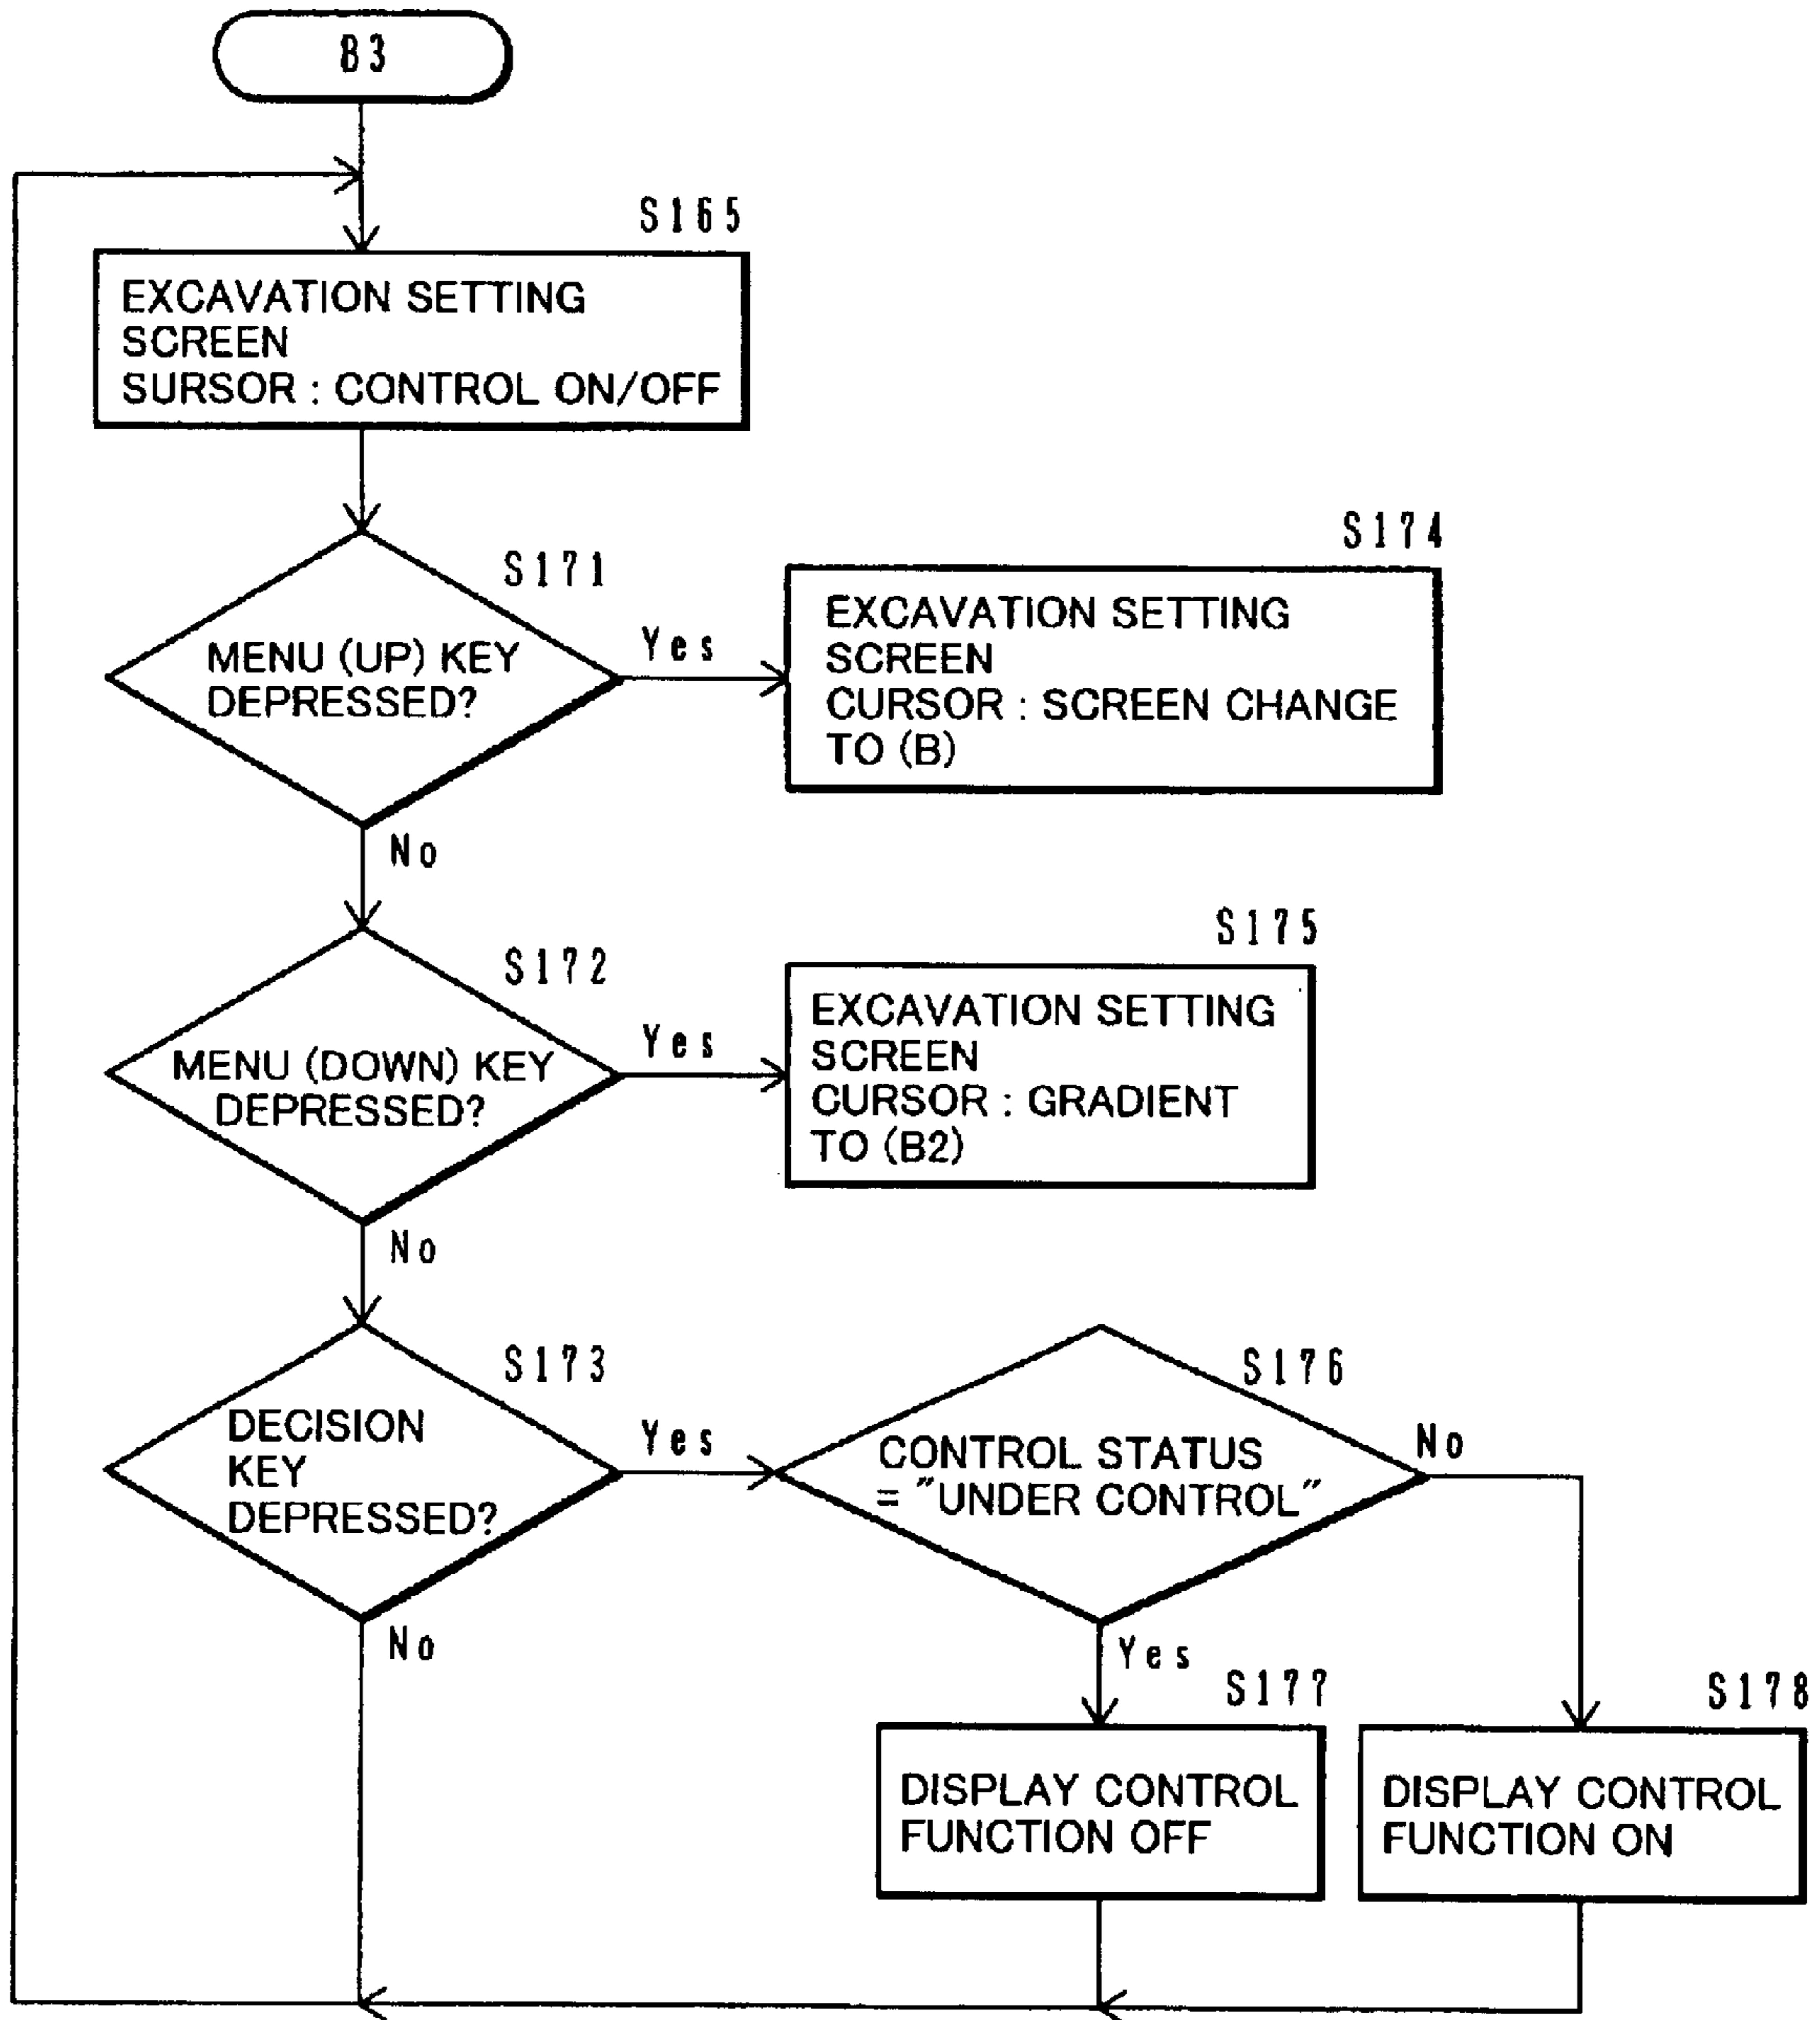 B3
S165
EXCAVATION SETTING
SCREEN
SURSOR : CONTROL ON/OFF
S171
MENU (UP) KEY
DEPRESSED?
Yes
No
S174
EXCAVATION SETTING
SCREEN
CURSOR : SCREEN CHANGE
TO (B)
S172
MENU (DOWN) KEY
DEPRESSED?
Yes
No
S175
EXCAVATION SETTING
SCREEN
CURSOR : GRADIENT
TO (B2)
S173
DECISION
KEY
DEPRESSED?
Yes
No
S176
CONTROL STATUS
= "UNDER CONTROL"
No
Yes
S177
DISPLAY CONTROL
FUNCTION OFF
S178
DISPLAY CONTROL
FUNCTION ON